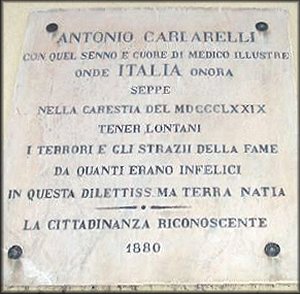 ANTONIO CARDARELLI
CON QUEL SENNO E CUORE DI MEDICO ILLUSTRE
ONDE ITALIA ONORA
SEPPE
NELLA CARESTIA DEL MDCCCLXXIX
TENER LONTANI
I TERRORI E GLI STRAZII DELLA FAME
DA QUANTI ERANO INFELICI
IN QUESTA DILETTISS.MA TERRA NATIA
LA CITTADINANZA RICONOSCENTE
1880